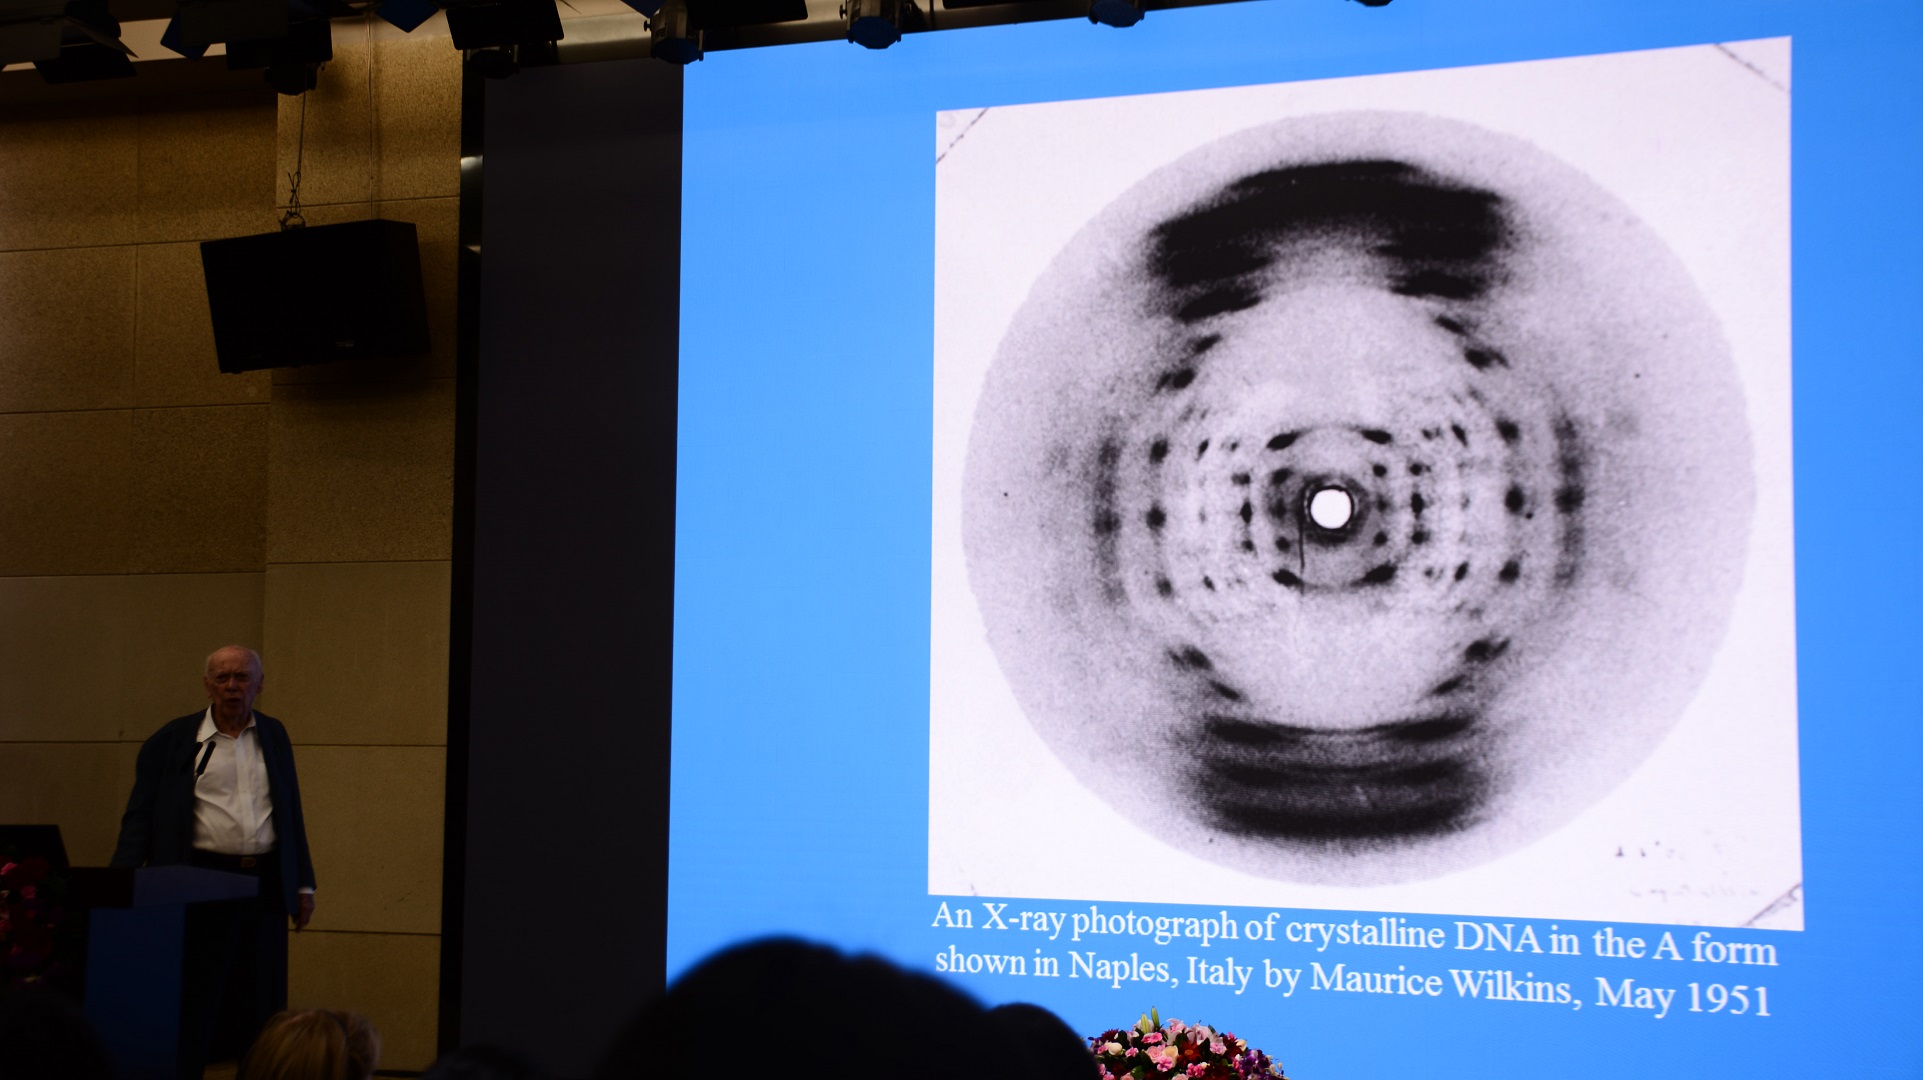 An X-ray photograph of crystalline DNA in the A form
shown in Naples, Italy by Maurice Wilkins, May 1951